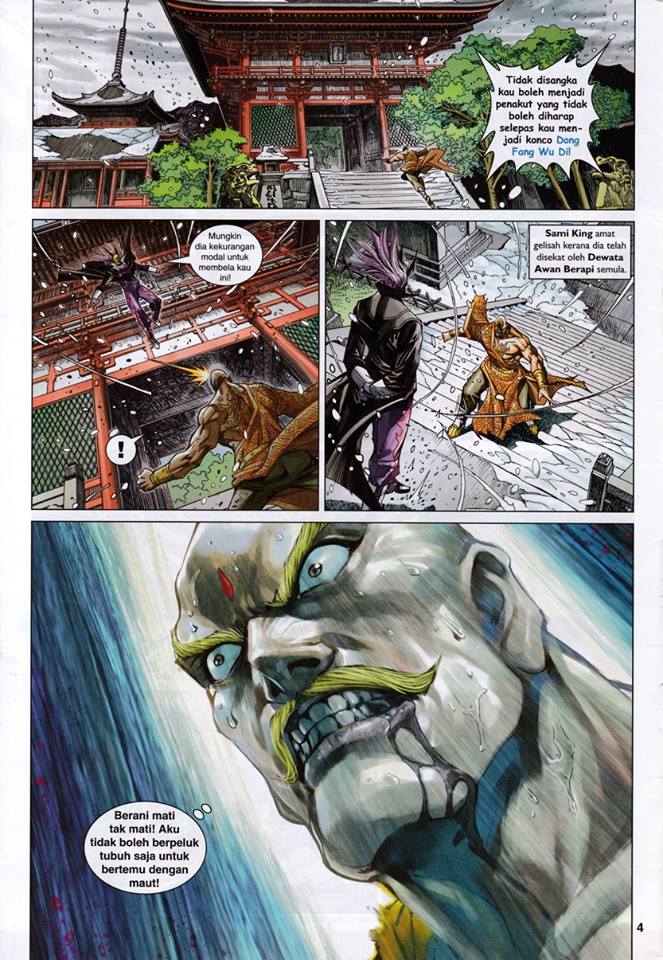 Tidak disangka
kau boleh menjadi
penakut yang tidak
boleh diharap
selepas kau men-
jadi konco Dong
Fang Wu Di!
Mungkin
dia kekurangan
modal untuk
membela kau
ini!
!
Sami King amat
gelisah kerana dia telah
disekat oleh Dewata
Awan Berapi semula.
Berani mati
tak mati! Aku
tidak boleh berpeluk
tubuh saja untuk
bertemu dengan
maut!
4